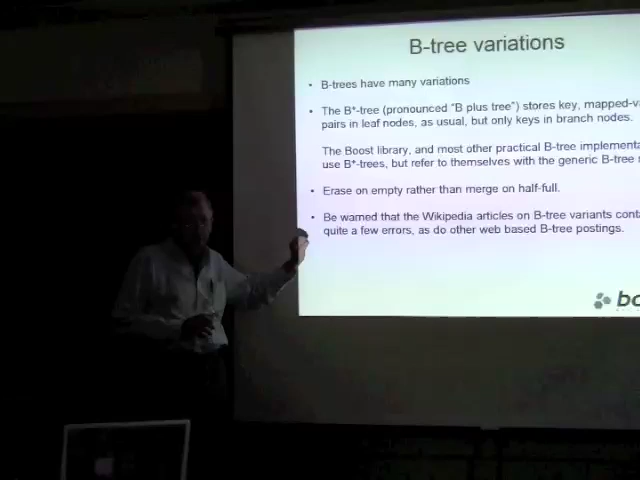 B-tree variations
• B-trees have many variations
• The B*-tree (pronounced "B plus tree") stores key, mapped-va
pairs in leaf nodes, as usual, but only keys in branch nodes.
The Boost library, and most other practical B-tree implementa
use B*-trees, but refer to themselves with the generic B-tree
• Erase on empty rather than merge on half-full.
• Be warned that the Wikipedia articles on B-tree variants conta
quite a few errors, as do other web based B-tree postings.
bo